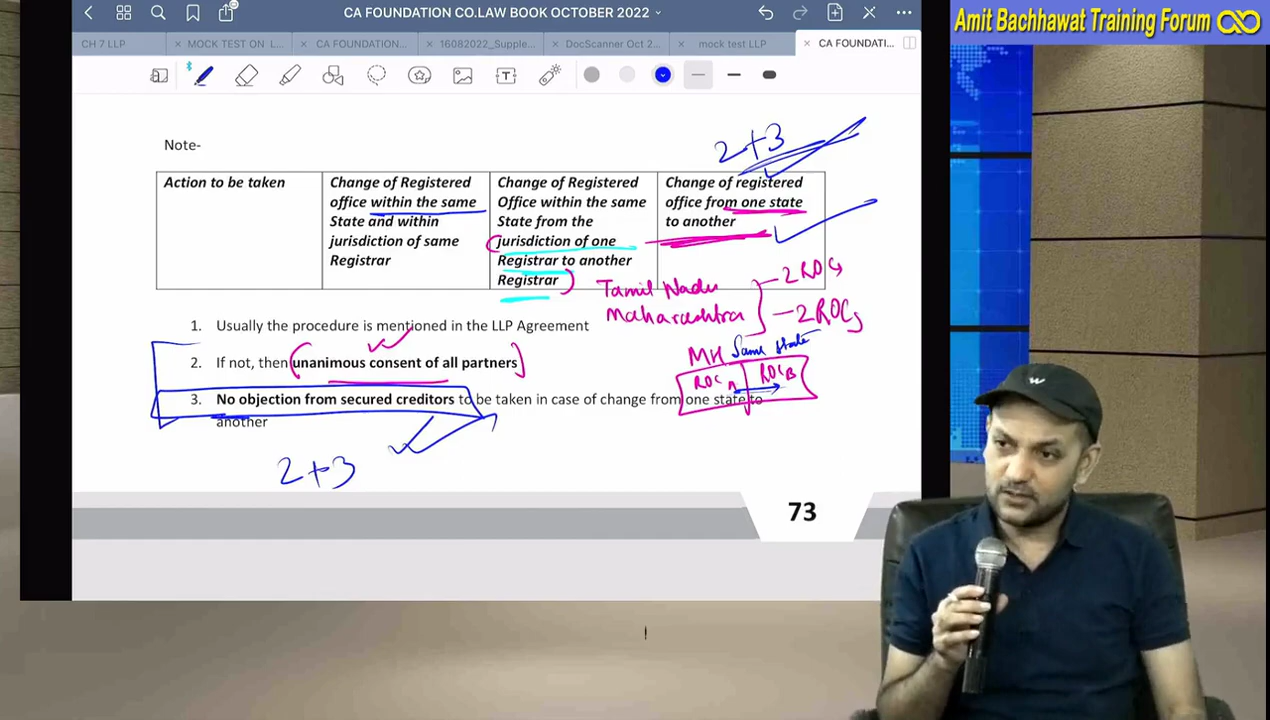 CA FOUNDATION CO.LAW BOOK OCTOBER 2022
Amit Bachhawat Training Forum
CH 7 LLP
MOCK TEST ON L...
CA FOUNDATION...
16082022_Supple...
DocScanner Oct 2...
mock test LLP
CA FOUNDATI...
Note-
2+3
Action to be taken
Change of Registered
office within the same
State and within
jurisdiction of same
Registrar
Change of Registered
Office within the same
State from the
jurisdiction of one
Registrar to another
Registrar
Change of registered
office from one state
to another
Tamil Nadu
Maharashtra
- 2 ROCs
- 2 ROCs
1. Usually the procedure is mentioned in the LLP Agreement
2. If not, then unanimous consent of all partners
MH Same State
ROC A ROC B
3. No objection from secured creditors to be taken in case of change from one state to
another
2+3
73